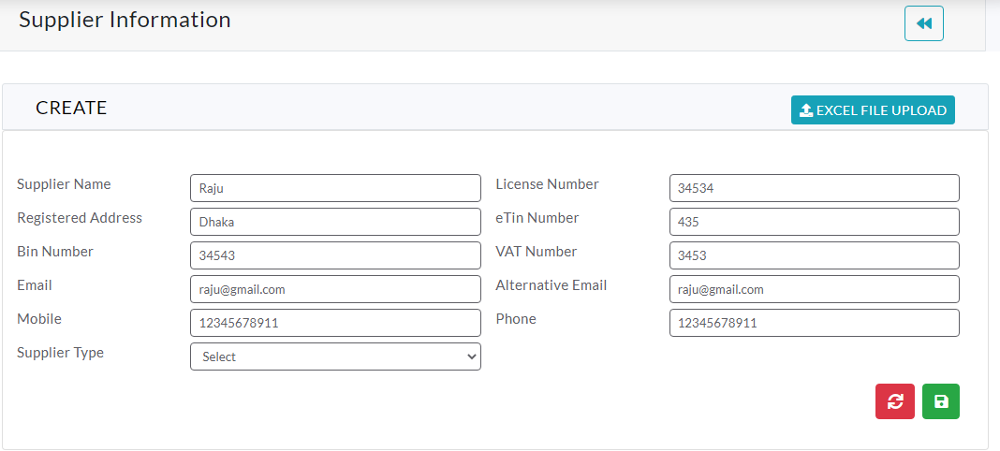 Supplier Information
CREATE
EXCEL FILE UPLOAD
Supplier Name Raju License Number 34534
Registered Address Dhaka eTin Number 435
Bin Number 34543 VAT Number 3453
Email raju@gmail.com Alternative Email raju@gmail.com
Mobile 12345678911 Phone 12345678911
Supplier Type Select